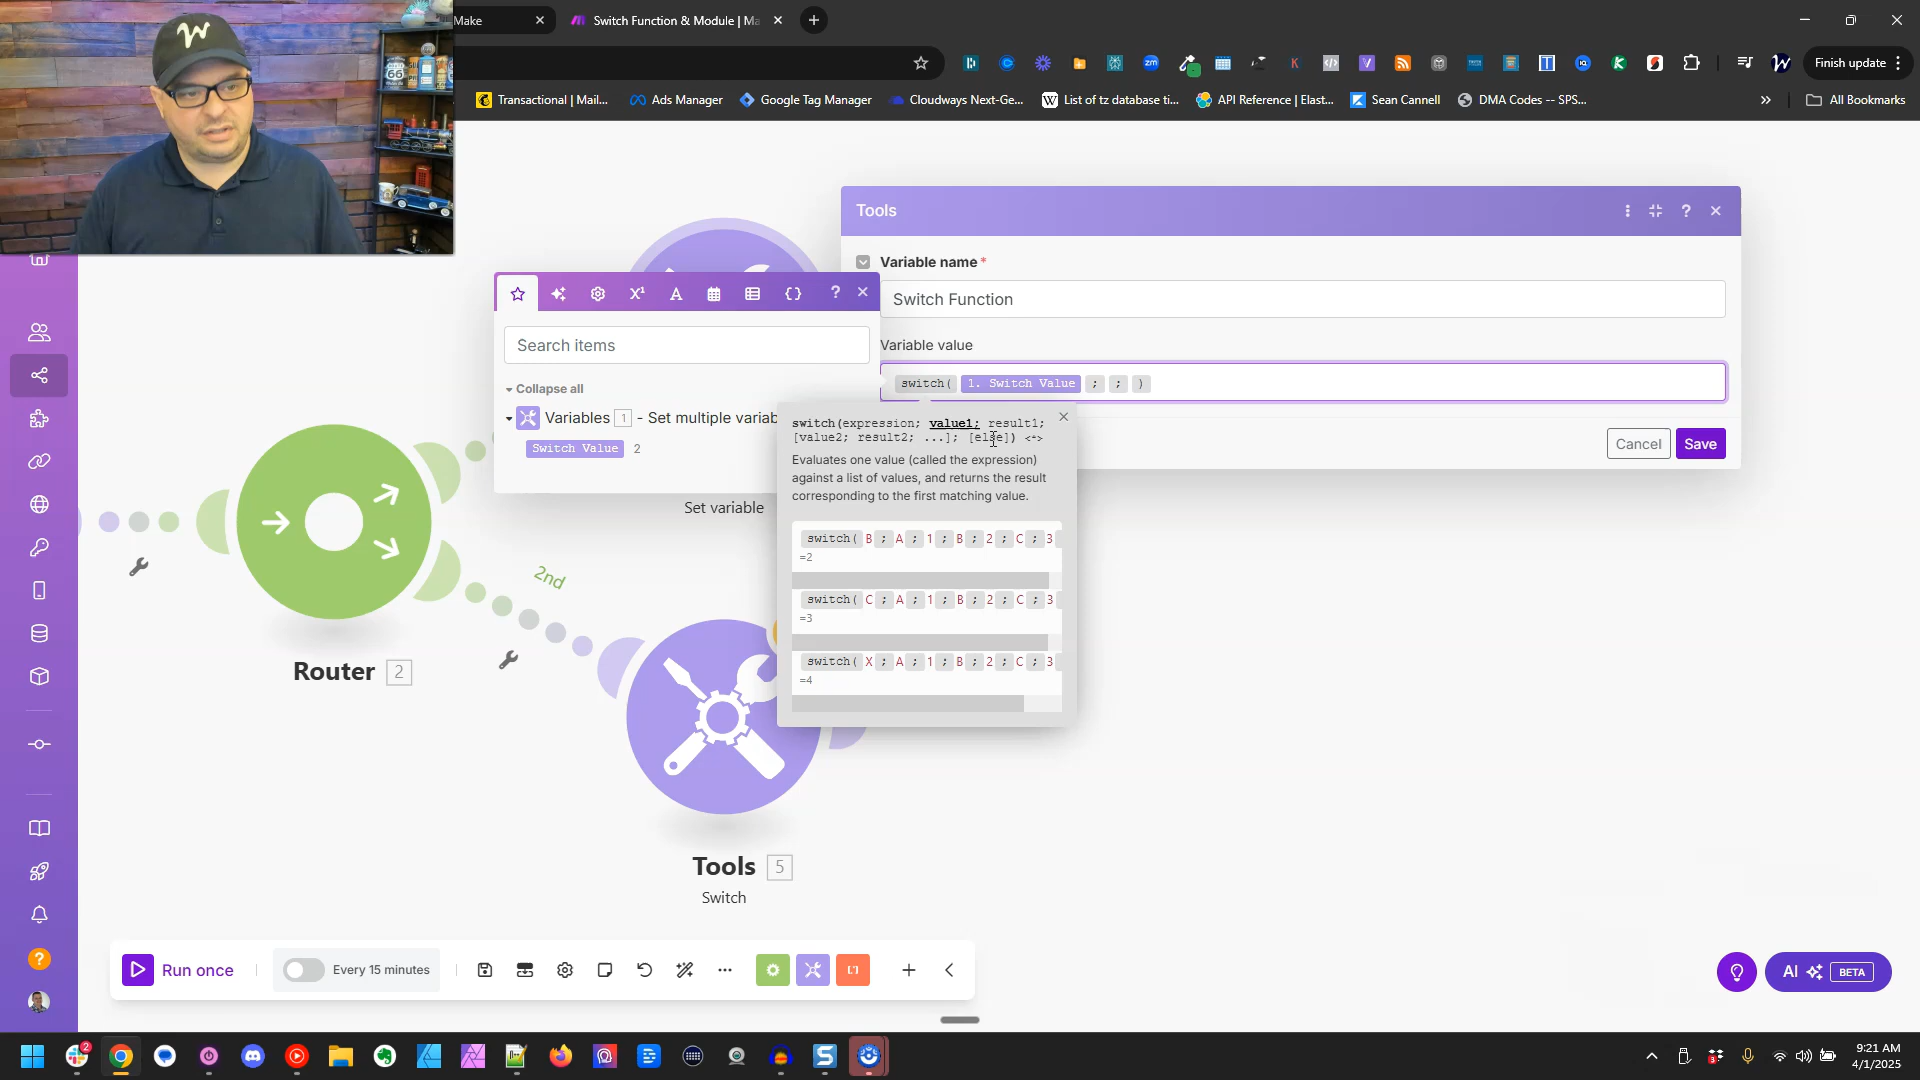 Make
Switch Function & Module | Ma
Finish update
Transactional | Mail...
Ads Manager
Google Tag Manager
Cloudways Next-Ge...
List of tz database ti...
API Reference | Elast...
Sean Cannell
DMA Codes -- SPS...
All Bookmarks
Tools
Variable name*
Switch Function
Variable value
switch( 1. Switch Value ; ; )
Cancel
Save
Search items
Collapse all
Variables 1 - Set multiple variab
Switch Value 2
switch(expression; value1; result1;
[value2; result2; ...]; [else])
Evaluates one value (called the expression)
against a list of values, and returns the result
corresponding to the first matching value.
switch( B ; A ; 1 ; B ; 2 ; C ; 3
=2
switch( C ; A ; 1 ; B ; 2 ; C ; 3
=3
switch( X ; A ; 1 ; B ; 2 ; C ; 3
=4
Set variable
2nd
Router 2
Tools 5
Switch
Run once
Every 15 minutes
AI BETA
9:21 AM
4/1/2025